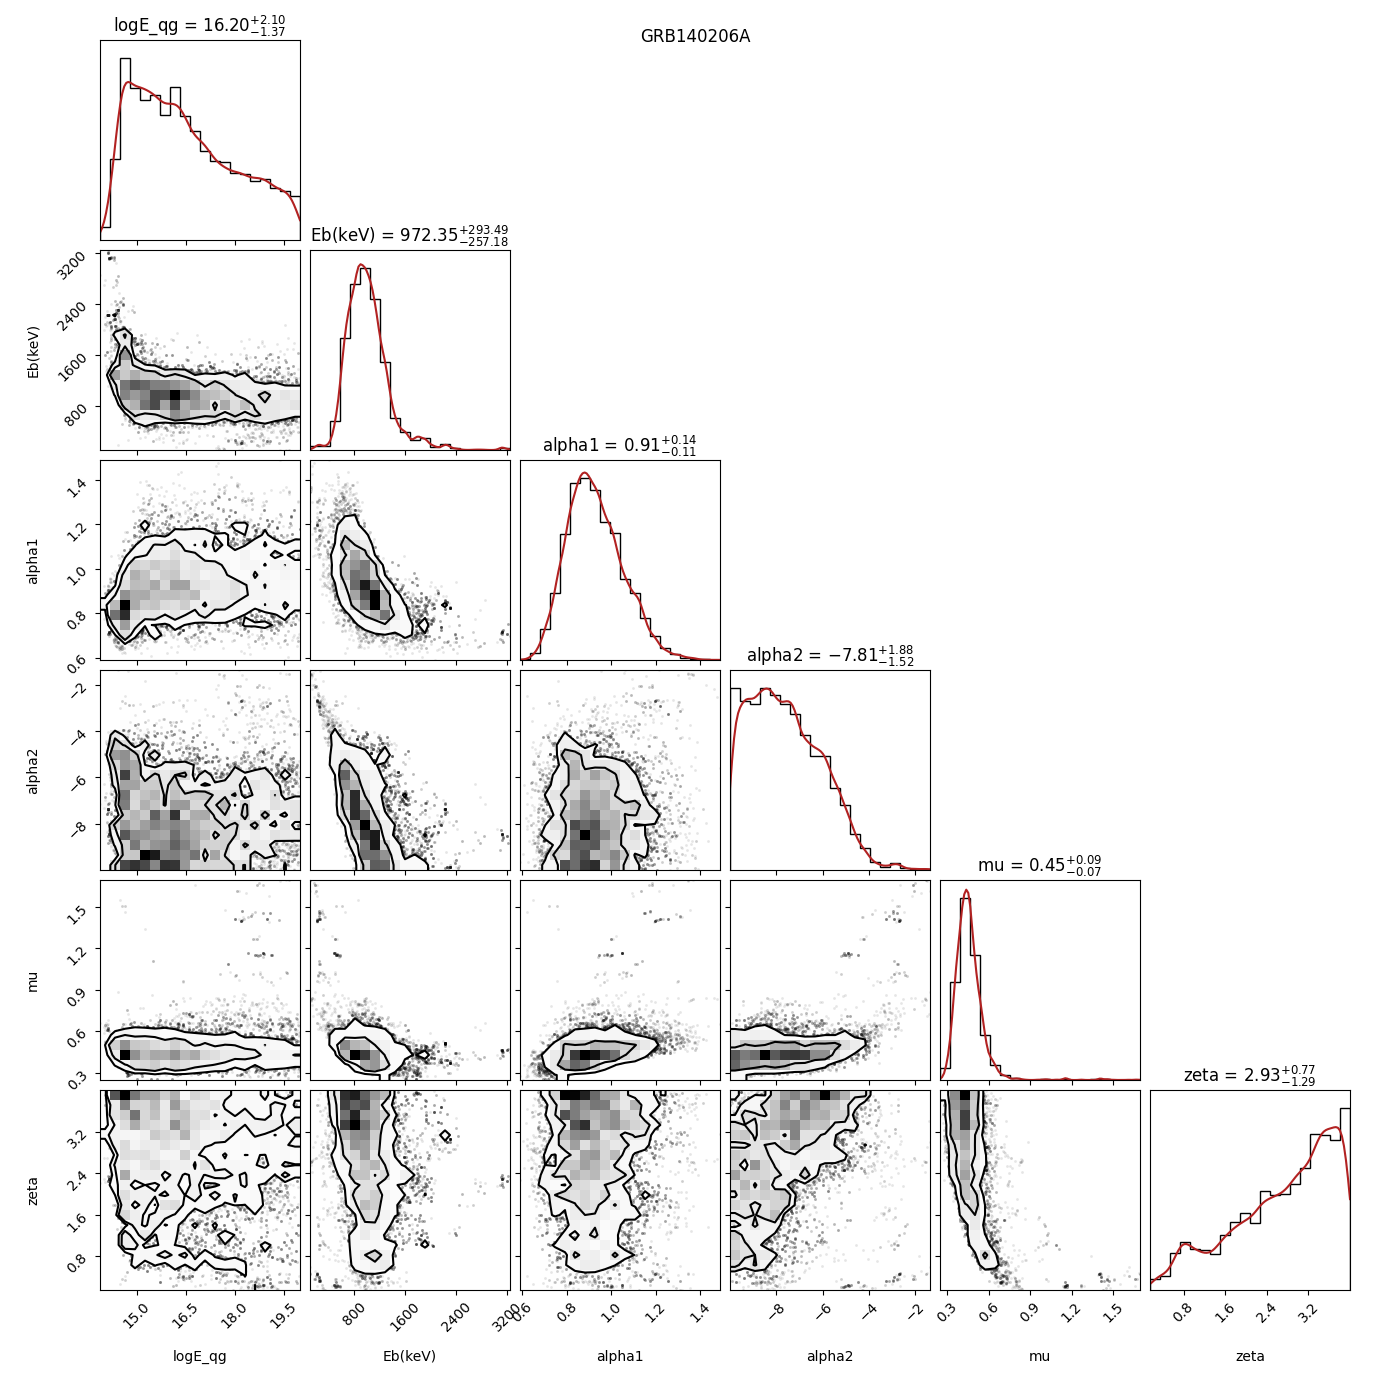 GRB140206A
logE_qg = 16.20+2.10−1.37
Eb(keV) = 972.35+293.49−257.18
3200
2400
1600
800
Eb(keV)
alpha1 = 0.91+0.14−0.11
1.4
1.2
1.0
0.8
0.6
alpha1
alpha2 = −7.81+1.88−1.52
−2
−4
−6
−8
alpha2
mu = 0.45+0.09−0.07
1.5
1.2
0.9
0.6
0.3
mu
zeta = 2.93+0.77−1.29
3.2
2.4
1.6
0.8
zeta
15.0 16.5 18.0 19.5
800 1600 2400 3200
0.6 0.8 1.0 1.2 1.4
−8 −6 −4 −2
0.3 0.6 0.9 1.2 1.5
0.8 1.6 2.4 3.2
logE_qg Eb(keV) alpha1 alpha2 mu zeta